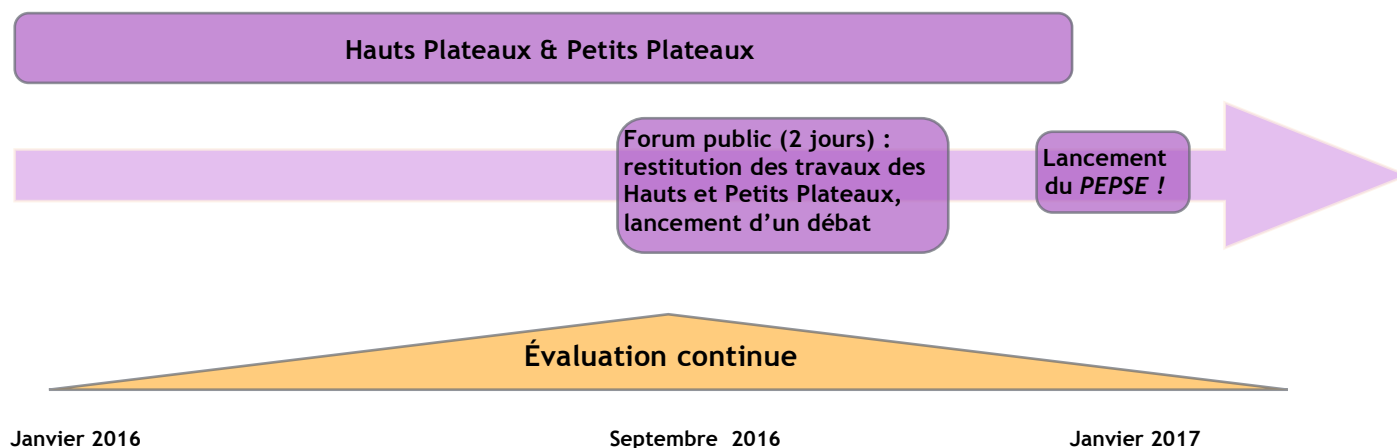 Hauts Plateaux & Petits Plateaux
Forum public (2 jours) :
restitution des travaux des
Hauts et Petits Plateaux,
lancement d’un débat
Lancement
du PEPSE !
Évaluation continue
Janvier 2016
Septembre 2016
Janvier 2017